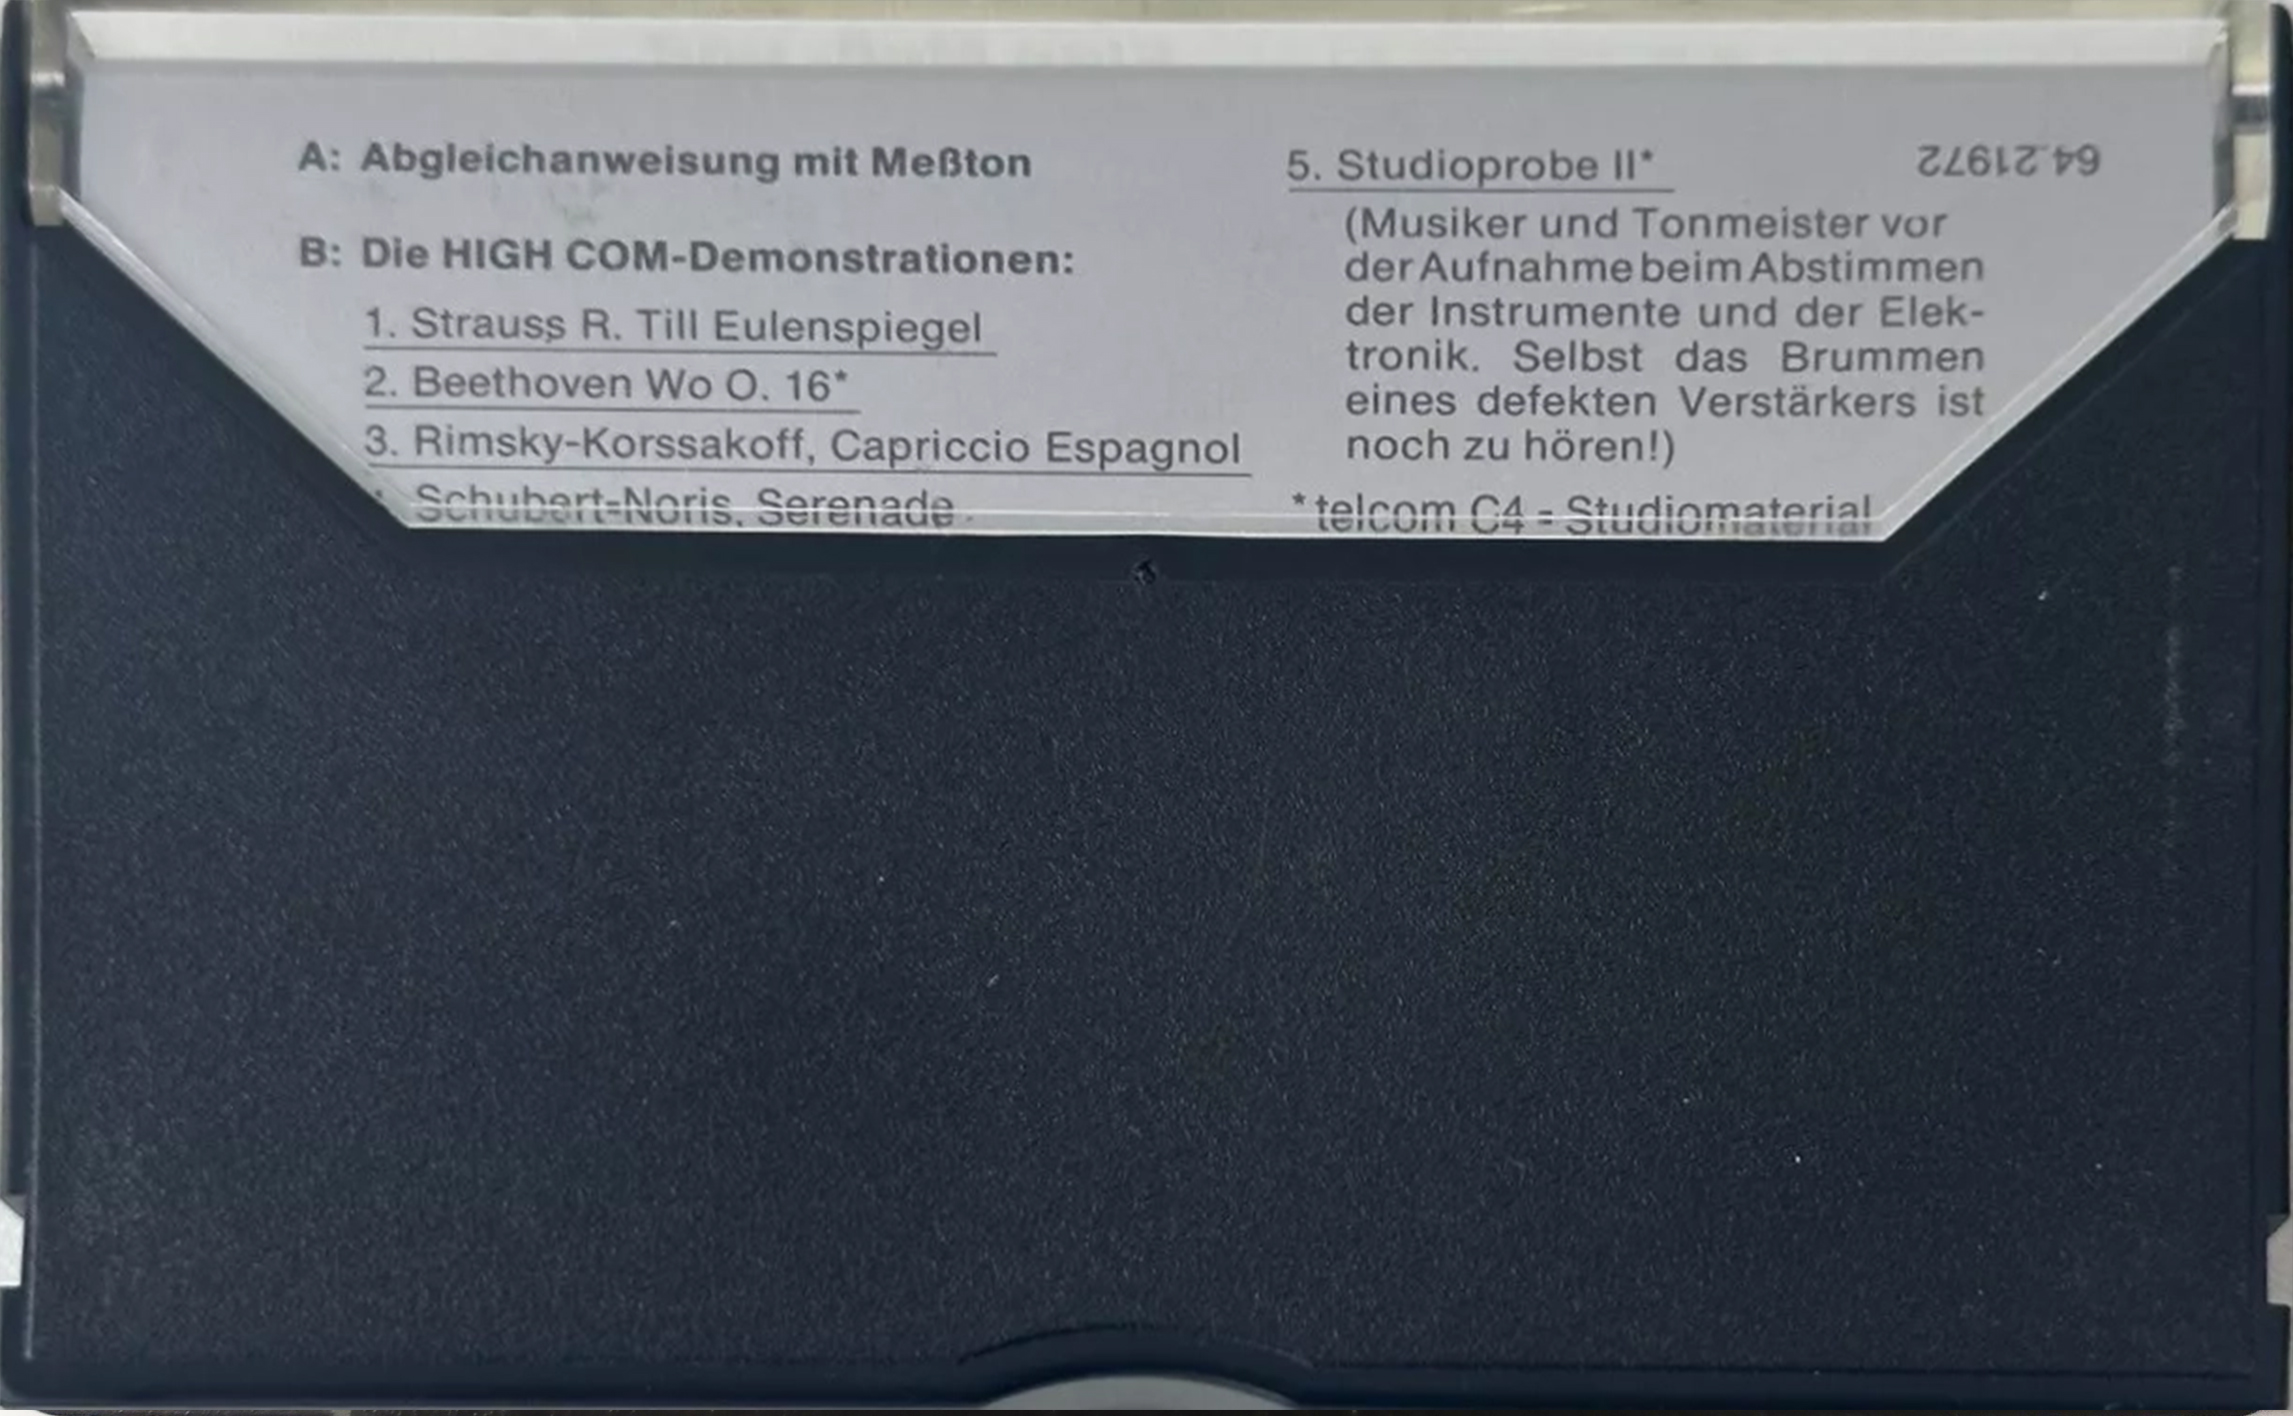 A: Abgleichanweisung mit Meßton
B: Die HIGH COM-Demonstrationen:
1. Strauss R. Till Eulenspiegel
2. Beethoven Wo O. 16*
3. Rimsky-Korssakoff, Capriccio Espagnol
Schubert-Noris, Serenade
5. Studioprobe II*
(Musiker und Tonmeister vor
der Aufnahme beim Abstimmen
der Instrumente und der Elek-
tronik. Selbst das Brummen
eines defekten Verstärkers ist
noch zu hören!)
*telcom C4 - Studiomaterial
64.21972